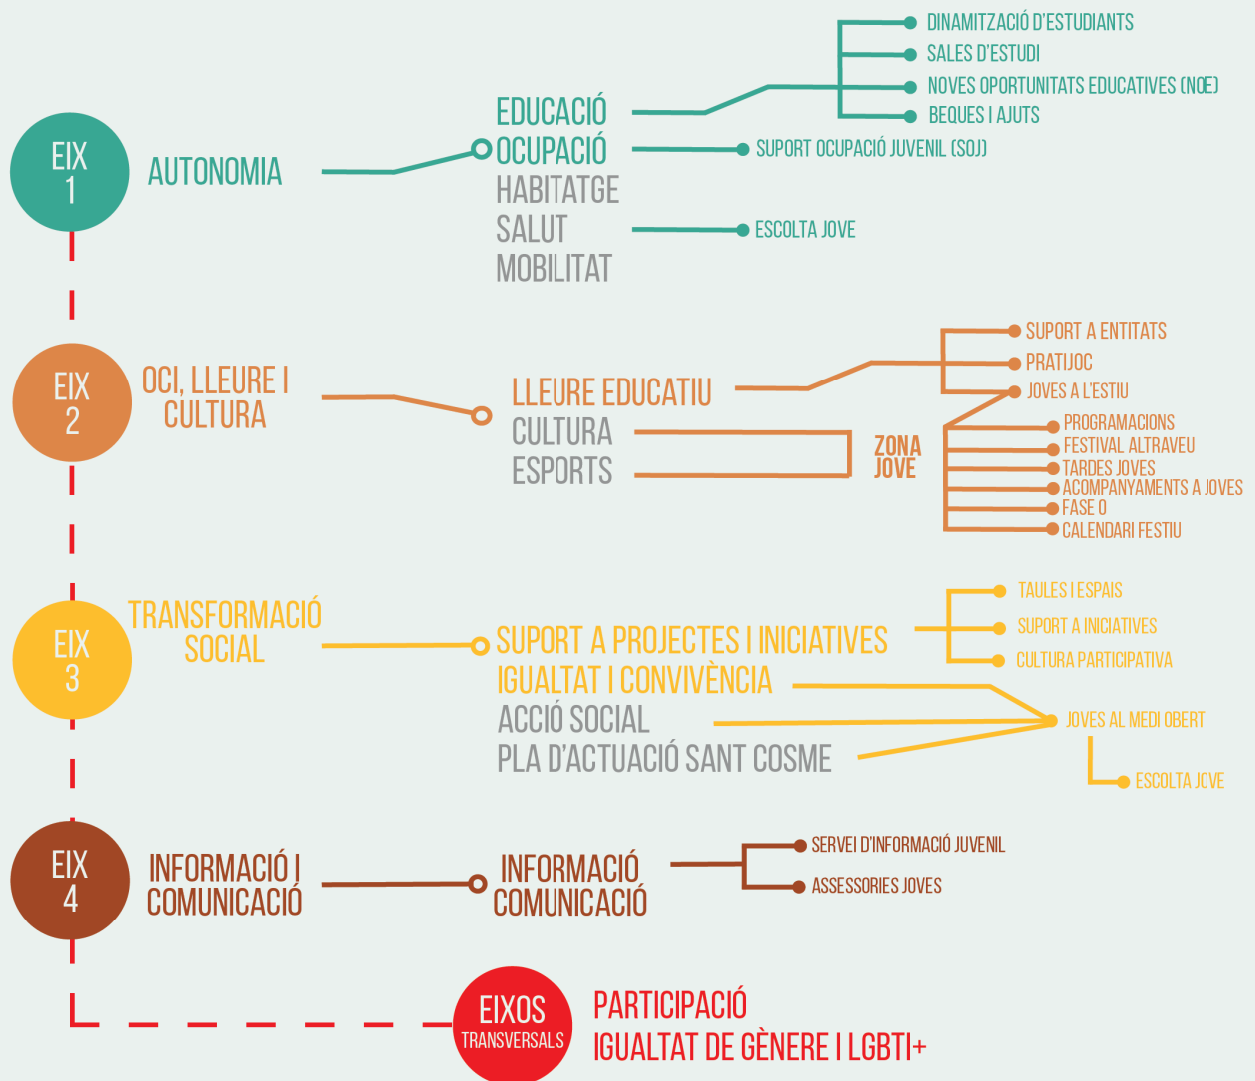 EIX
1
AUTONOMIA
EDUCACIÓ
OCUPACIÓ
HABITATGE
SALUT
MOBILITAT
DINAMITZACIÓ D'ESTUDIANTS
SALES D'ESTUDI
NOVES OPORTUNITATS EDUCATIVES (NOE)
BEQUES I AJUTS
SUPORT OCUPACIÓ JUVENIL (SOJ)
ESCOLTA JOVE
EIX
2
OCI, LLEURE I
CULTURA
LLEURE EDUCATIU
CULTURA
ESPORTS
ZONA
JOVE
SUPORT A ENTITATS
PRATIJOC
JOVES A L'ESTIU
PROGRAMACIONS
FESTIVAL ALTRAVEU
TARDES JOVES
ACOMPANYAMENTS A JOVES
FASE 0
CALENDARI FESTIU
EIX
3
TRANSFORMACIÓ
SOCIAL
SUPORT A PROJECTES I INICIATIVES
IGUALTAT I CONVIVÈNCIA
ACCIÓ SOCIAL
PLA D'ACTUACIÓ SANT COSME
TAULES I ESPAIS
SUPORT A INICIATIVES
CULTURA PARTICIPATIVA
JOVES AL MEDI OBERT
ESCOLTA JOVE
EIX
4
INFORMACIÓ I
COMUNICACIÓ
INFORMACIÓ
COMUNICACIÓ
SERVEI D'INFORMACIÓ JUVENIL
ASSESSORIES JOVES
EIXOS
TRANSVERSALS
PARTICIPACIÓ
IGUALTAT DE GÈNERE I LGBTI+